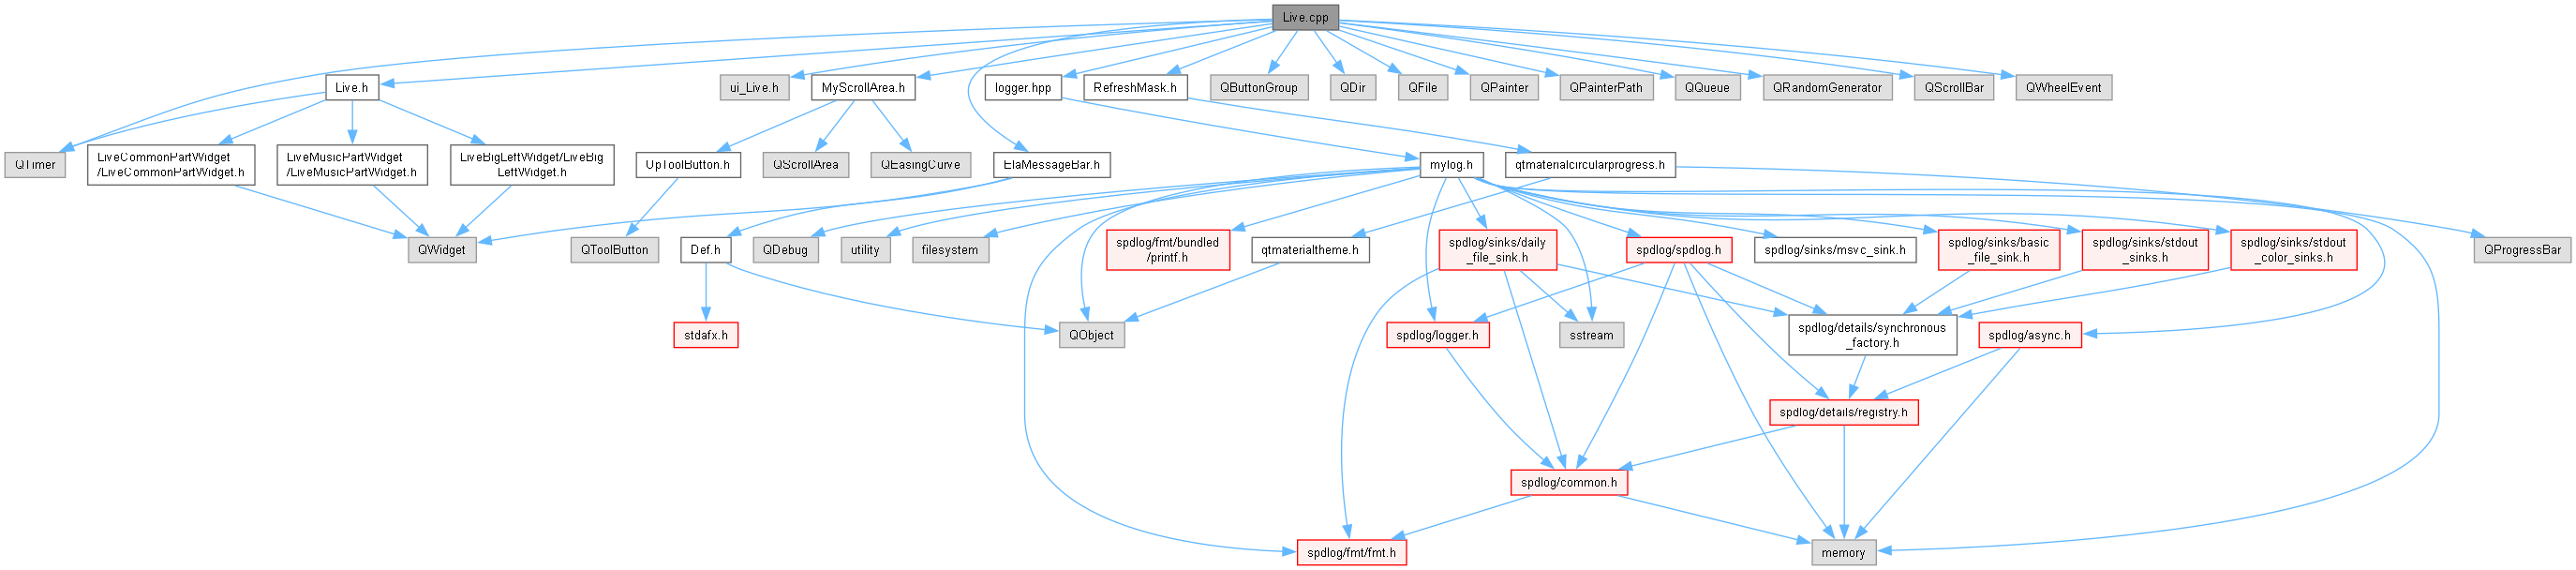 Live.cpp
Live.h
ui_Live.h
MyScrollArea.h
logger.hpp
RefreshMask.h
QButtonGroup
QDir
QFile
QPainter
QPainterPath
QQueue
QRandomGenerator
QScrollBar
QWheelEvent
QTimer
LiveCommonPartWidget
/LiveCommonPartWidget.h
LiveMusicPartWidget
/LiveMusicPartWidget.h
LiveBigLeftWidget/LiveBig
LeftWidget.h
UpToolButton.h
QScrollArea
QEasingCurve
ElaMessageBar.h
mylog.h
qtmaterialcircularprogress.h
QWidget
QToolButton
Def.h
QDebug
utility
filesystem
spdlog/fmt/bundled
/printf.h
qtmaterialtheme.h
spdlog/sinks/daily
_file_sink.h
spdlog/spdlog.h
spdlog/sinks/msvc_sink.h
spdlog/sinks/basic
_file_sink.h
spdlog/sinks/stdout
_sinks.h
spdlog/sinks/stdout
_color_sinks.h
QProgressBar
stdafx.h
QObject
spdlog/logger.h
sstream
spdlog/details/synchronous
_factory.h
spdlog/async.h
spdlog/details/registry.h
spdlog/common.h
spdlog/fmt/fmt.h
memory